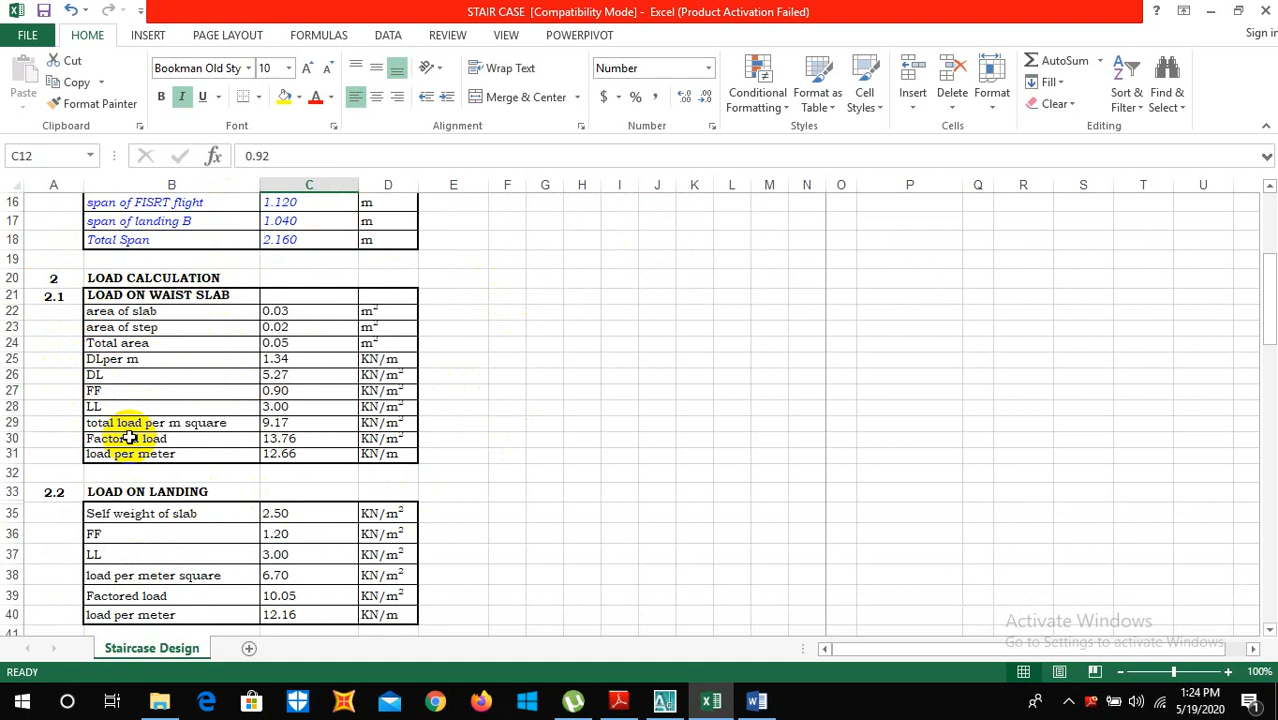 STAIR CASE [Compatibility Mode] - Excel (Product Activation Failed)
FILE HOME INSERT PAGE LAYOUT FORMULAS DATA REVIEW VIEW POWERPIVOT Sign in
Cut
Copy
Format Painter
Paste
Clipboard
Bookman Old Sty 10
B I U
Font
Wrap Text
Merge & Center
Alignment
Number
$ % ,
Number
Conditional Formatting
Format as Table
Cell Styles
Styles
Insert Delete Format
Cells
AutoSum
Fill
Clear
Sort & Filter
Find & Select
Editing
C12 fx 0.92
A B C D E F G H I J K L M N O P Q R S T U
16 span of FISRT flight 1.120 m
17 span of landing B 1.040 m
18 Total Span 2.160 m
19
20 2 LOAD CALCULATION
21 2.1 LOAD ON WAIST SLAB
22 area of slab 0.03 m2
23 area of step 0.02 m2
24 Total area 0.05 m2
25 DLper m 1.34 KN/m
26 DL 5.27 KN/m2
27 FF 0.90 KN/m2
28 LL 3.00 KN/m2
29 total load per m square 9.17 KN/m2
30 Factored load 13.76 KN/m2
31 load per meter 12.66 KN/m
32
33 2.2 LOAD ON LANDING
35 Self weight of slab 2.50 KN/m2
36 FF 1.20 KN/m2
37 LL 3.00 KN/m2
38 load per meter square 6.70 KN/m2
39 Factored load 10.05 KN/m2
40 load per meter 12.16 KN/m
41
Activate Windows
Go to Settings to activate Windows.
Staircase Design
READY 100%
1:24 PM
5/19/2020